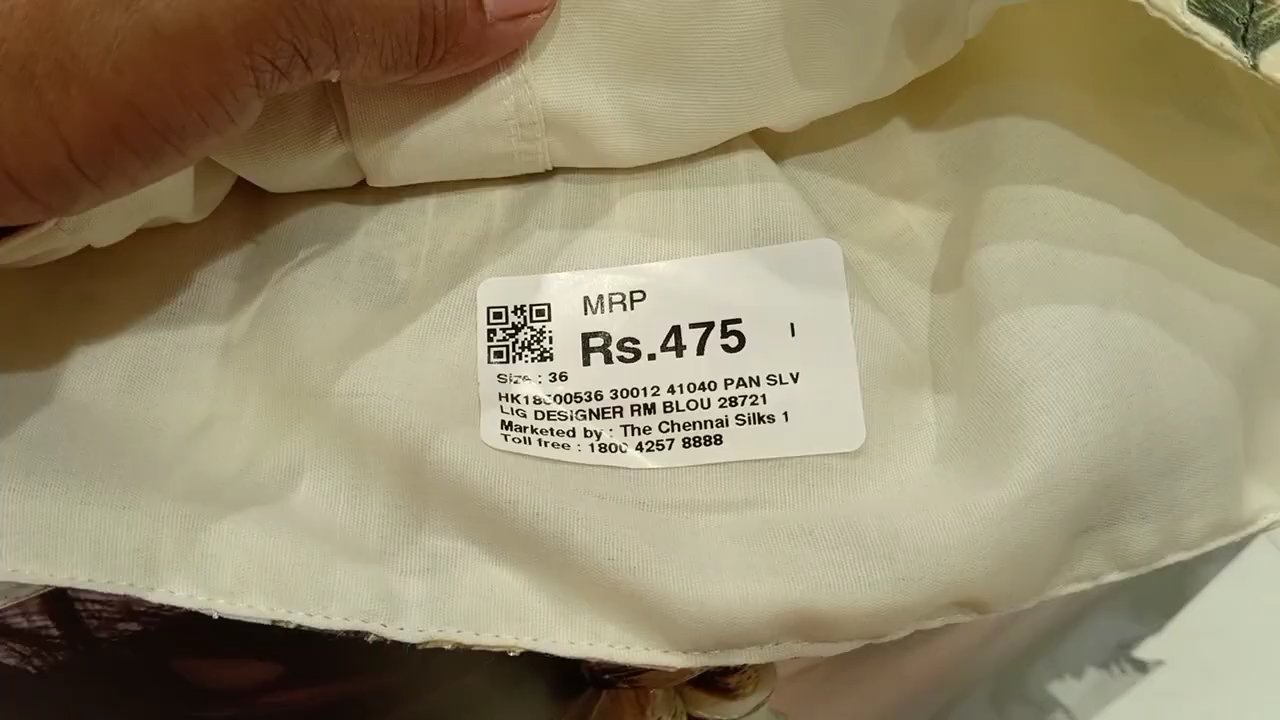 MRP
Rs.475
Size : 36
30012 41040 PAN SLV
LIG DESIGNER RM BLOU 28721
Marketed by : The Chennai Silks 1
Toll free : 1800 4257 8888